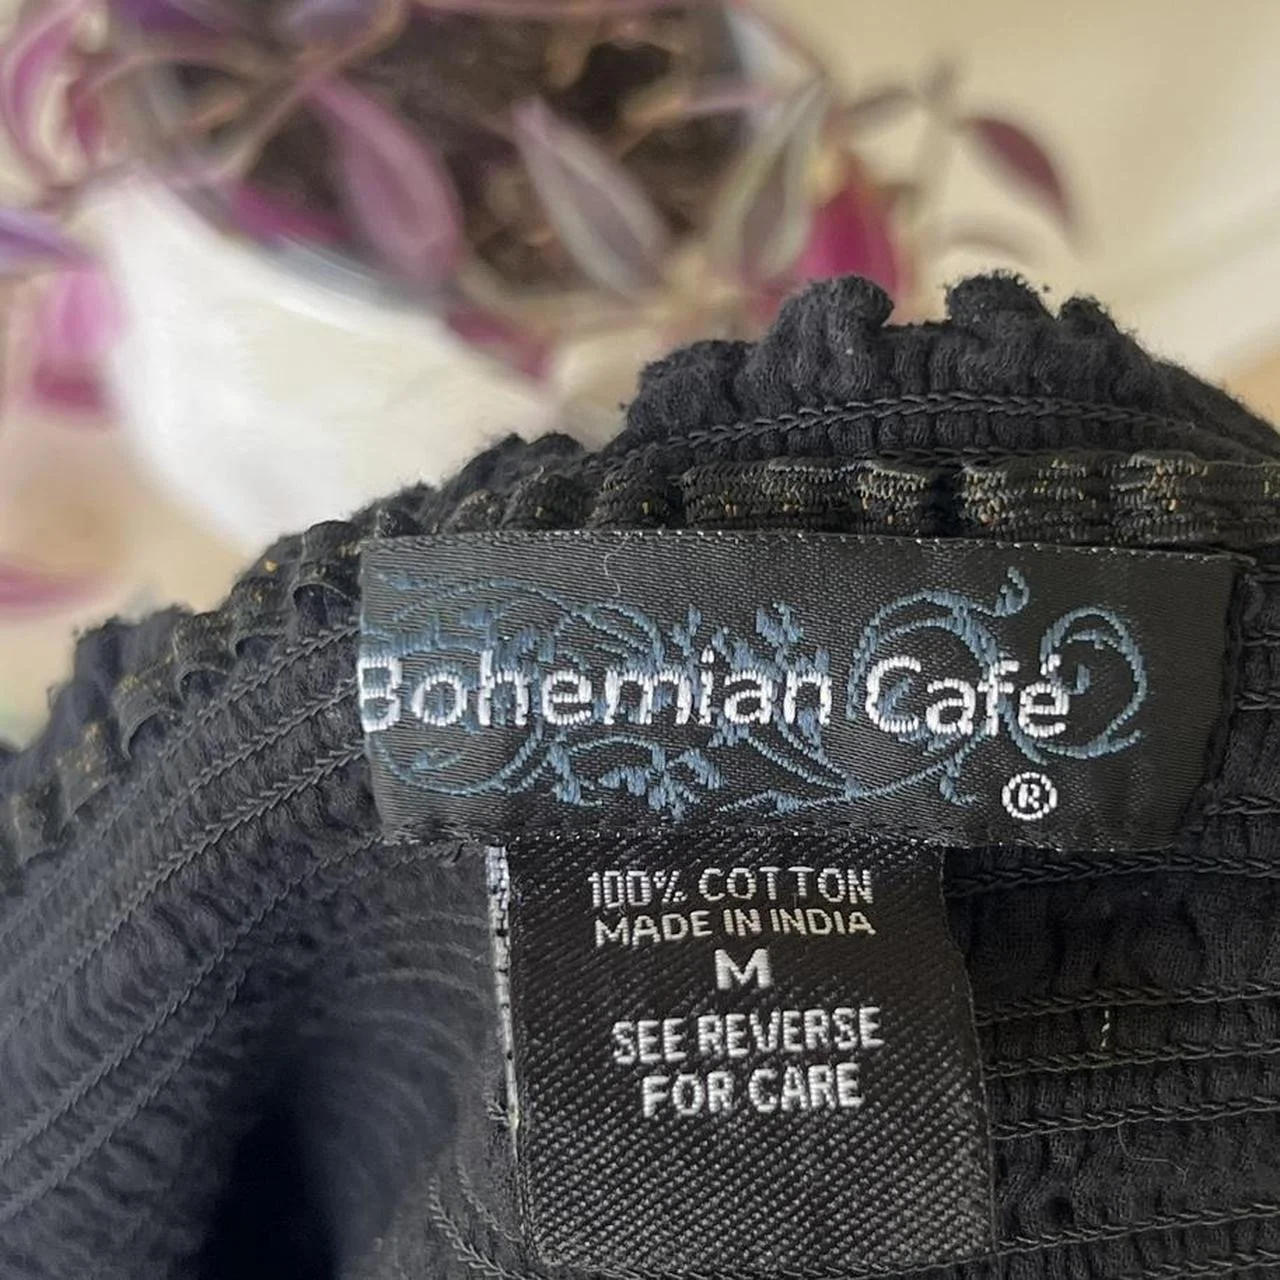 Bohemian Café
®
100% COTTON
MADE IN INDIA
M
SEE REVERSE
FOR CARE